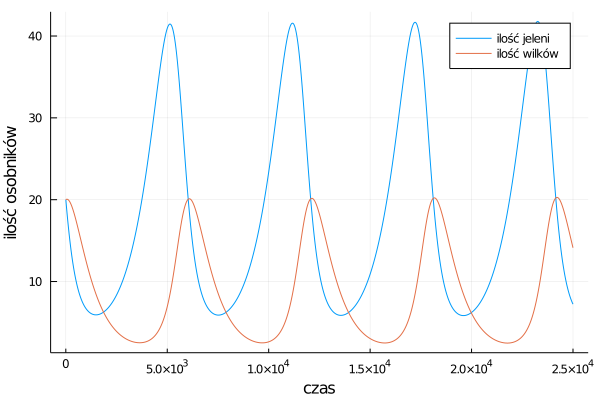 ilość jeleni
ilość wilków
40
30
20
10
ilość osobników
0 5.0×10³ 1.0×10⁴ 1.5×10⁴ 2.0×10⁴ 2.5×10⁴
czas